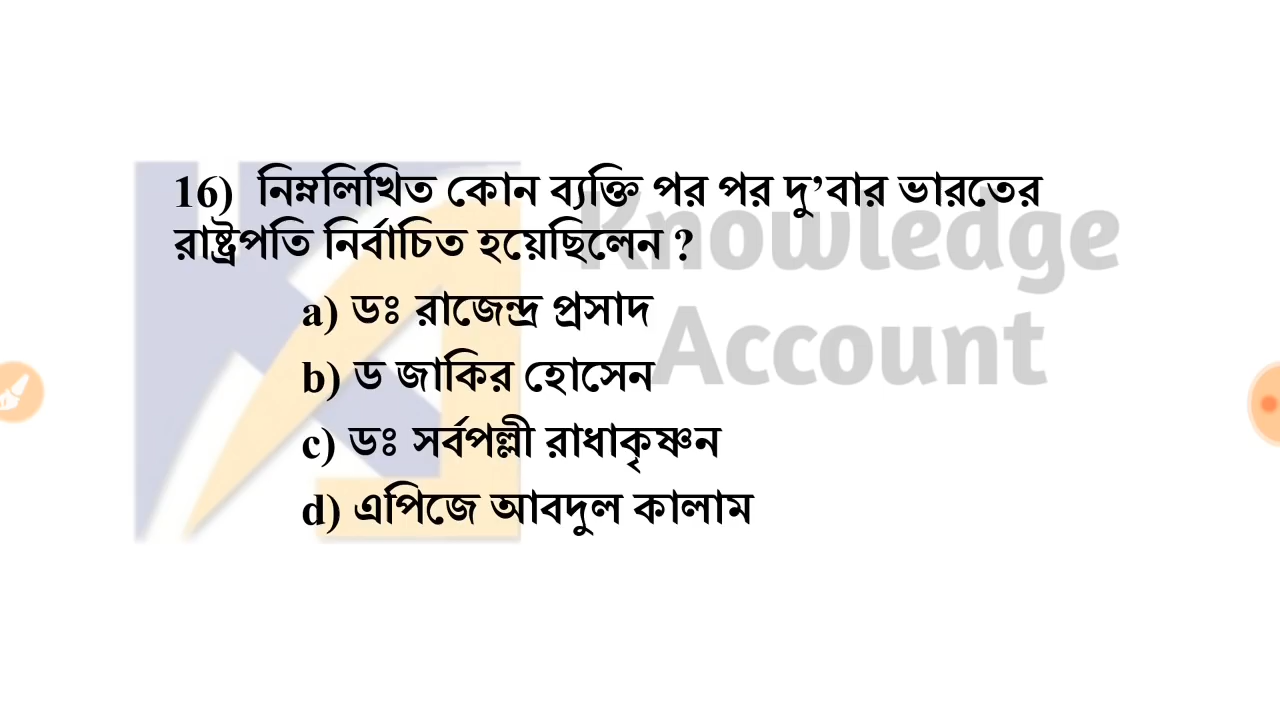 16) নিম্নলিখিত কোন ব্যক্তি পর পর দু’বার ভারতের
রাষ্ট্রপতি নির্বাচিত হয়েছিলেন ?
a) ডঃ রাজেন্দ্র প্রসাদ
b) ড জাকির হোসেন
c) ডঃ সর্বপল্লী রাধাকৃষ্ণন
d) এপিজে আবদুল কালাম
Knowledge
Account